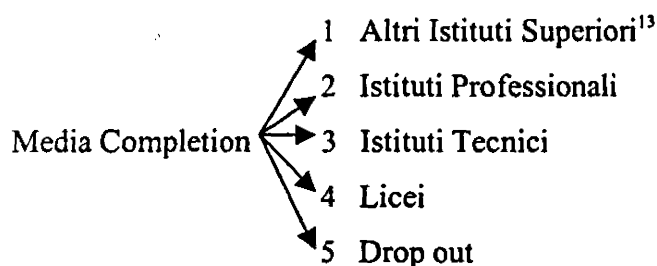 1 Altri Istituti Superiori¹³
2 Istituti Professionali
Media Completion 3 Istituti Tecnici
4 Licei
5 Drop out